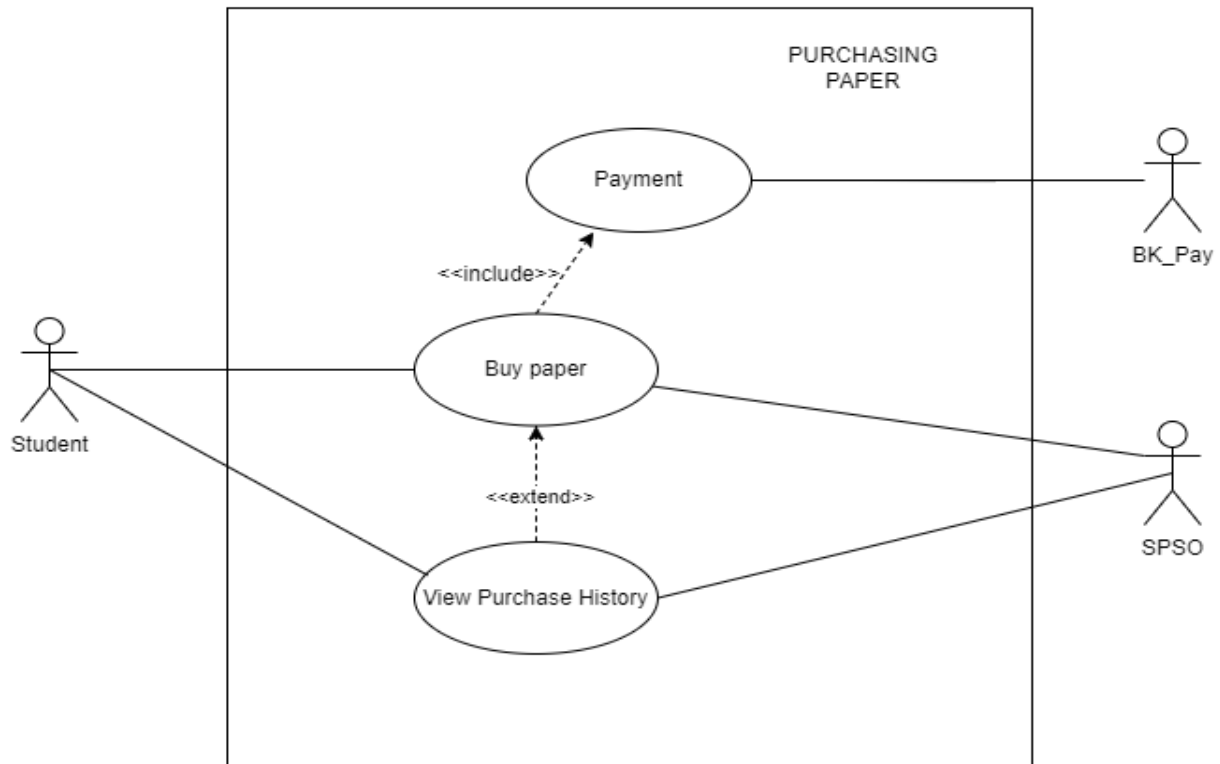 PURCHASING
PAPER
Payment
BK_Pay
<<include>>
Buy paper
Student
<<extend>>
SPSO
View Purchase History